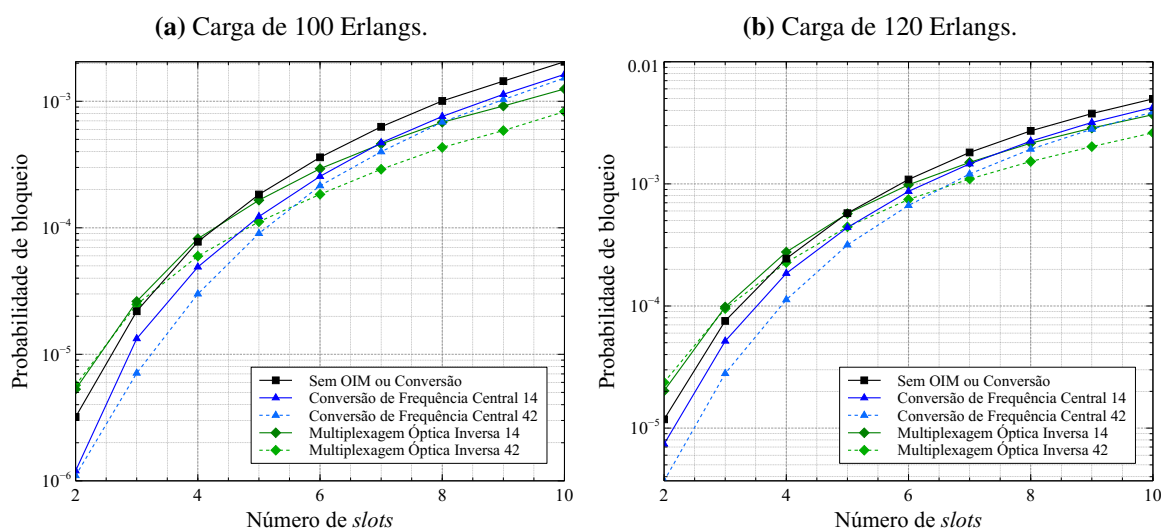 (a) Carga de 100 Erlangs.
Probabilidade de bloqueio
10⁻³
10⁻⁴
10⁻⁵
10⁻⁶
Sem OIM ou Conversão
Conversão de Frequência Central 14
Conversão de Frequência Central 42
Multiplexagem Óptica Inversa 14
Multiplexagem Óptica Inversa 42
2 4 6 8 10
Número de slots
(b) Carga de 120 Erlangs.
Probabilidade de bloqueio
0.01
10⁻³
10⁻⁴
10⁻⁵
Sem OIM ou Conversão
Conversão de Frequência Central 14
Conversão de Frequência Central 42
Multiplexagem Óptica Inversa 14
Multiplexagem Óptica Inversa 42
2 4 6 8 10
Número de slots